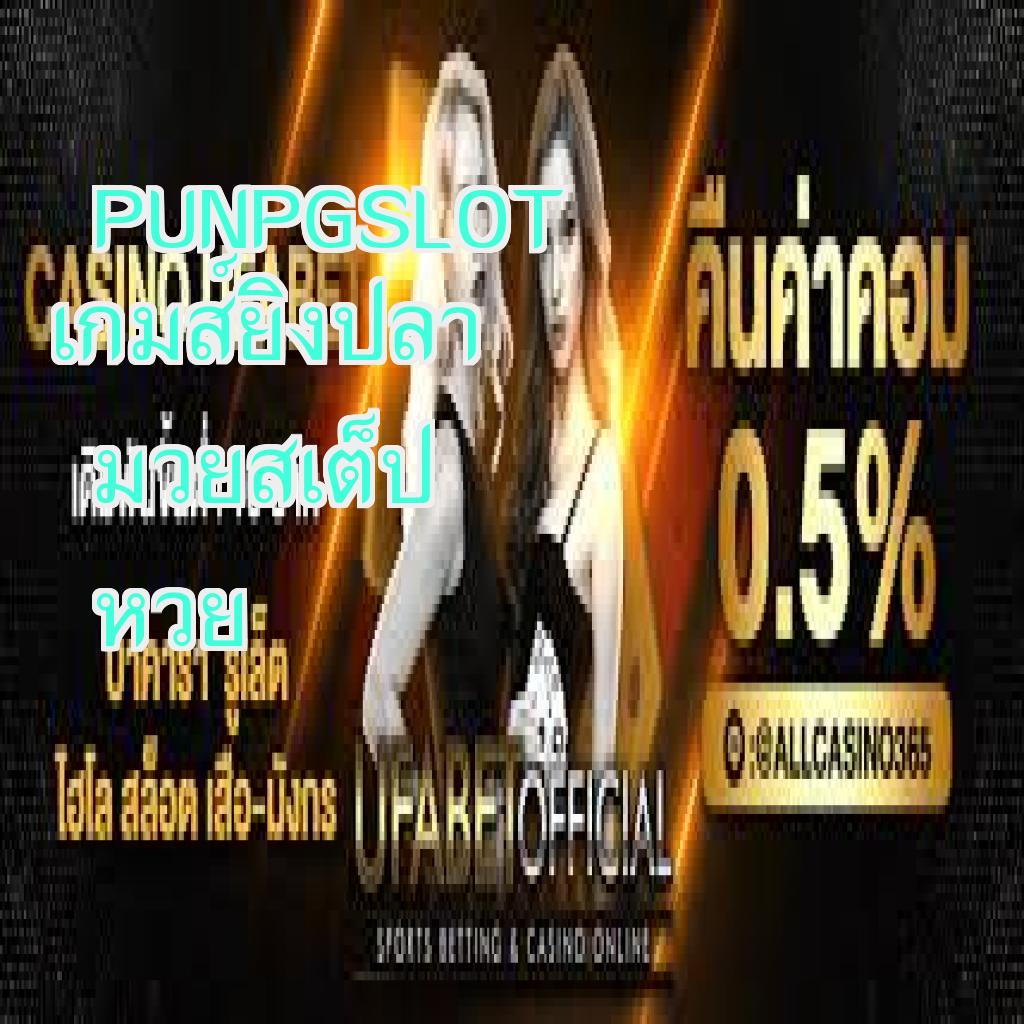 PUNPGSLOT
CASINO UFABET
เกมส์ยิงปลา
มวยสเต็ป
หวย
บาคาร่า รูเล็ต
ไฮโล สล็อต เสือ-มังกร
คืนค่าคอม
0.5%
:@ALLCASINO365
UFABET OFFICIAL
SPORTS BETTING & CASINO ONLINE